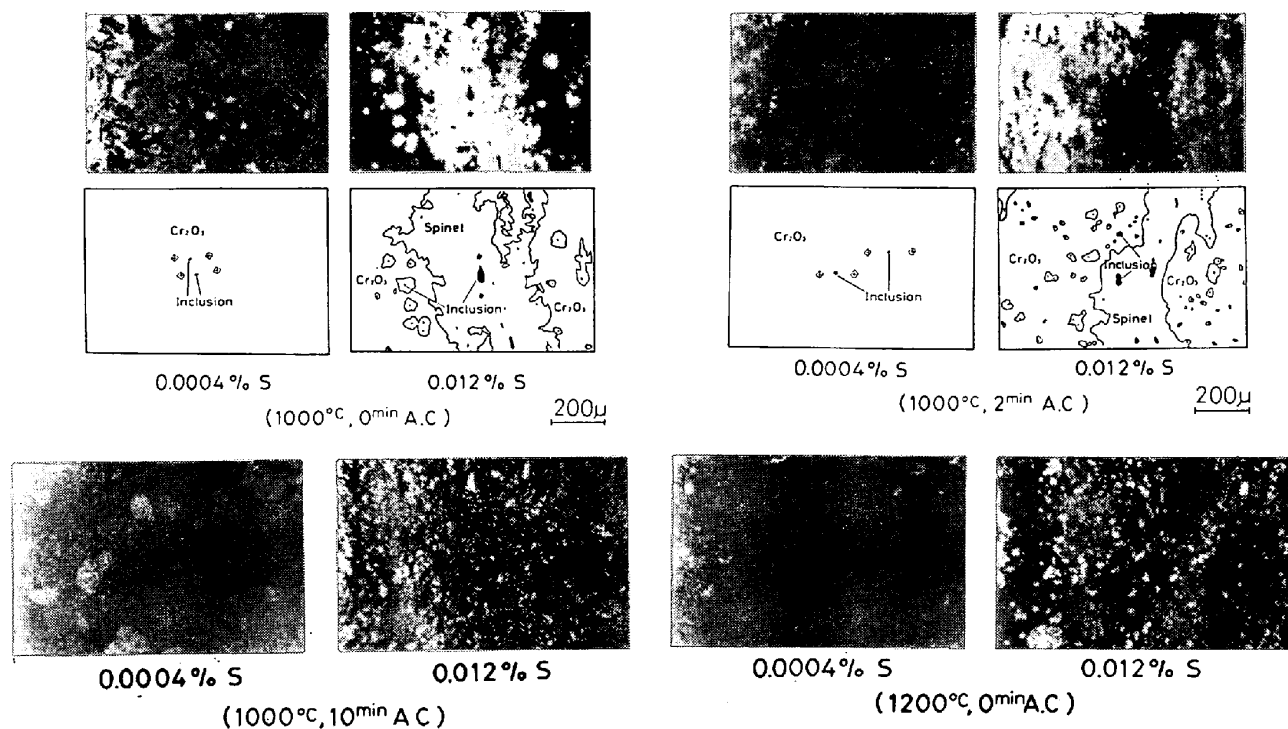 Cr₂O₃
Inclusion
Spinel
Cr₂O₃
Inclusion
Cr₂O₃
Cr₂O₃
Inclusion
Cr₂O₃
Inclusion
Cr₂O₃
Spinel
0.0004% S
0.012% S
0.0004% S
0.012% S
(1000°C, 0min A.C)
200μ
(1000°C, 2min A.C)
200μ
0.0004% S
0.012% S
0.0004% S
0.012% S
(1000°C, 10min A C)
(1200°C, 0min A.C)